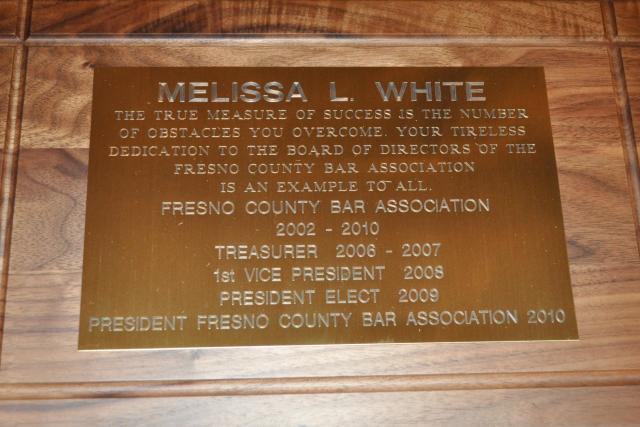 MELISSA L. WHITE
THE TRUE MEASURE OF SUCCESS IS THE NUMBER
OF OBSTACLES YOU OVERCOME. YOUR TIRELESS
DEDICATION TO THE BOARD OF DIRECTORS OF THE
FRESNO COUNTY BAR ASSOCIATION
IS AN EXAMPLE TO ALL.
FRESNO COUNTY BAR ASSOCIATION
2002 - 2010
TREASURER 2006 - 2007
1st VICE PRESIDENT 2008
PRESIDENT ELECT 2009
PRESIDENT FRESNO COUNTY BAR ASSOCIATION 2010